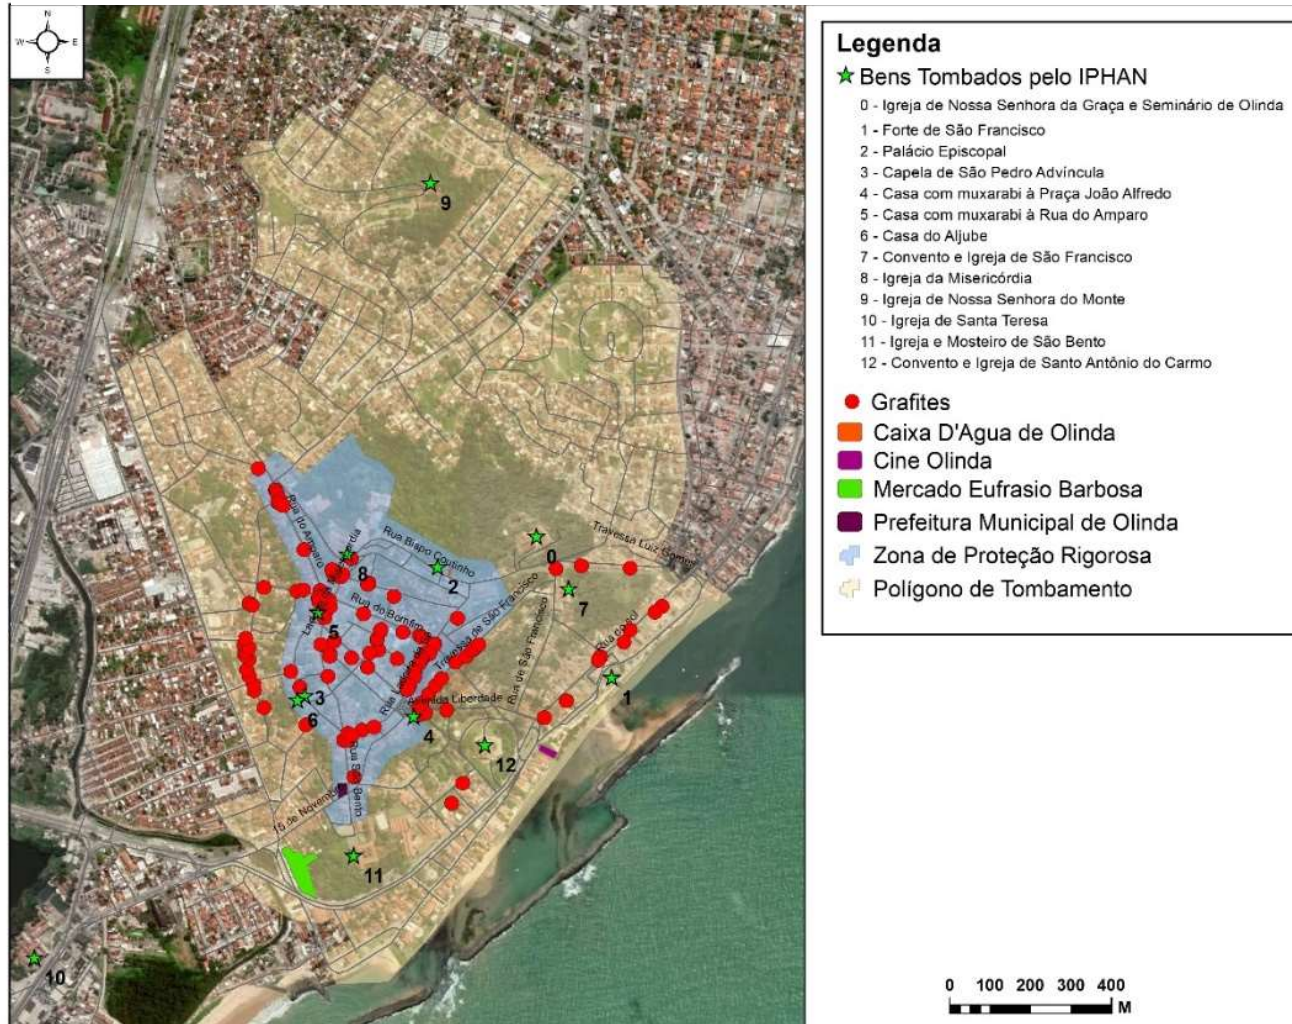 N
W E
S
Legenda
Bens Tombados pelo IPHAN
0 - Igreja de Nossa Senhora da Graça e Seminário de Olinda
1 - Forte de São Francisco
2 - Palácio Episcopal
3 - Capela de São Pedro Advíncula
4 - Casa com muxarabi à Praça João Alfredo
5 - Casa com muxarabi à Rua do Amparo
6 - Casa do Aljube
7 - Convento e Igreja de São Francisco
8 - Igreja da Misericórdia
9 - Igreja de Nossa Senhora do Monte
10 - Igreja de Santa Teresa
11 - Igreja e Mosteiro de São Bento
12 - Convento e Igreja de Santo Antônio do Carmo
Grafites
Caixa D'Agua de Olinda
Cine Olinda
Mercado Eufrasio Barbosa
Prefeitura Municipal de Olinda
Zona de Proteção Rigorosa
Polígono de Tombamento
9
Rua do Amparo
Rua Bispo Coutinho
Travessa Luiz Gomes
0
8
2
7
Rua do Bonfim
Travessa de São Francisco
Rua de São Francisco
Rua do Sol
5
Avenida Liberdade
3
1
6
4
12
Rua São Bento
15 de Novembro
11
10
0 100 200 300 400
M